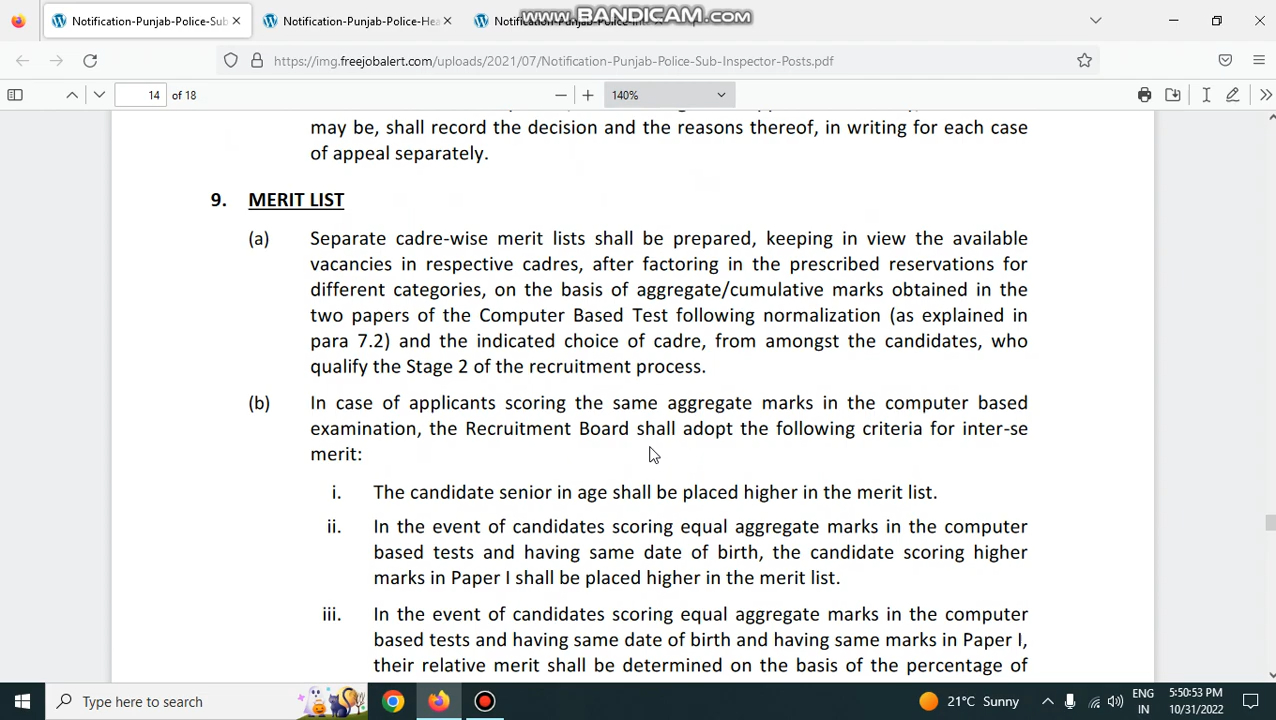 Notification-Punjab-Police-Sub
Notification-Punjab-Police-Hea
www.BANDICAM.com
https://img.freejobalert.com/uploads/2021/07/Notification-Punjab-Police-Sub-Inspector-Posts.pdf
14 of 18
140%
may be, shall record the decision and the reasons thereof, in writing for each case
of appeal separately.
9. MERIT LIST
(a) Separate cadre-wise merit lists shall be prepared, keeping in view the available
vacancies in respective cadres, after factoring in the prescribed reservations for
different categories, on the basis of aggregate/cumulative marks obtained in the
two papers of the Computer Based Test following normalization (as explained in
para 7.2) and the indicated choice of cadre, from amongst the candidates, who
qualify the Stage 2 of the recruitment process.
(b) In case of applicants scoring the same aggregate marks in the computer based
examination, the Recruitment Board shall adopt the following criteria for inter-se
merit:
i. The candidate senior in age shall be placed higher in the merit list.
ii. In the event of candidates scoring equal aggregate marks in the computer
based tests and having same date of birth, the candidate scoring higher
marks in Paper I shall be placed higher in the merit list.
iii. In the event of candidates scoring equal aggregate marks in the computer
based tests and having same date of birth and having same marks in Paper I,
their relative merit shall be determined on the basis of the percentage of
Type here to search
21°C Sunny
ENG
IN
5:50:53 PM
10/31/2022